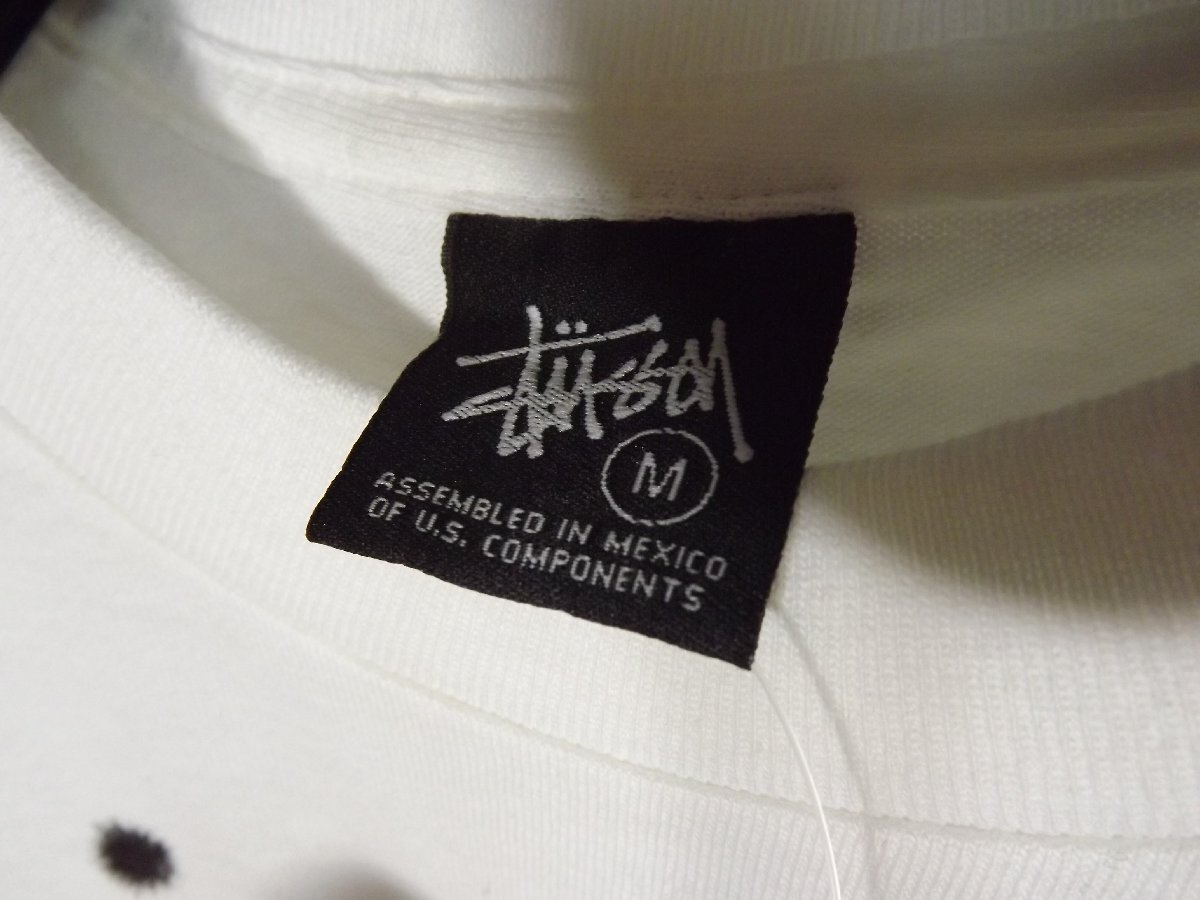 Stüssy
M
ASSEMBLED IN MEXICO
OF U.S. COMPONENTS